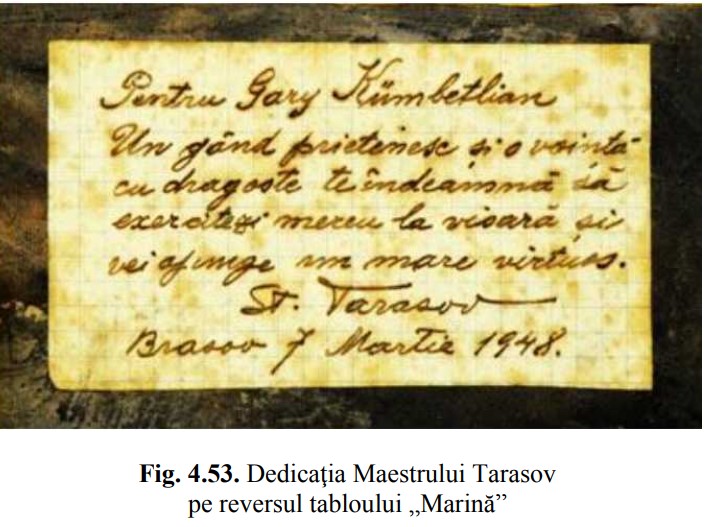 Pentru Gary Kümbetlian
Un gând prietenesc și o voință
cu dragoste te îndeamnă să
exercitezi mereu la vioară și
vei ajunge un mare virtuos.
St. Tarasov
Brasov 7 Martie 1948.
Fig. 4.53. Dedicaţia Maestrului Tarasov
pe reversul tabloului „Marină”